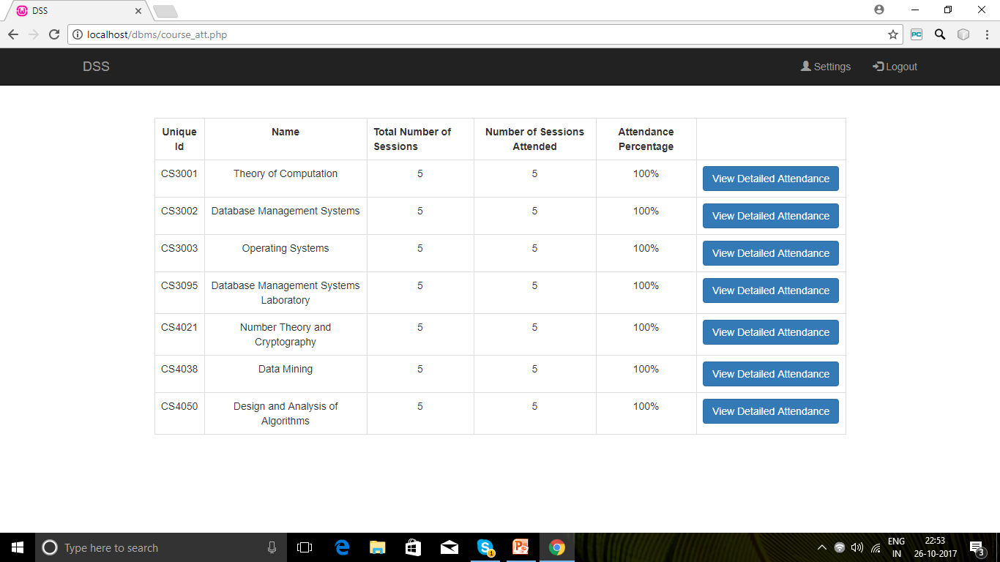 DSS
localhost/dbms/course_att.php
PC
DSS Settings Logout
Unique Id Name Total Number of Sessions Number of Sessions Attended Attendance Percentage
CS3001 Theory of Computation 5 5 100% View Detailed Attendance
CS3002 Database Management Systems 5 5 100% View Detailed Attendance
CS3003 Operating Systems 5 5 100% View Detailed Attendance
CS3095 Database Management Systems Laboratory 5 5 100% View Detailed Attendance
CS4021 Number Theory and Cryptography 5 5 100% View Detailed Attendance
CS4038 Data Mining 5 5 100% View Detailed Attendance
CS4050 Design and Analysis of Algorithms 5 5 100% View Detailed Attendance
Type here to search
1
ENG
IN
22:53
26-10-2017
3